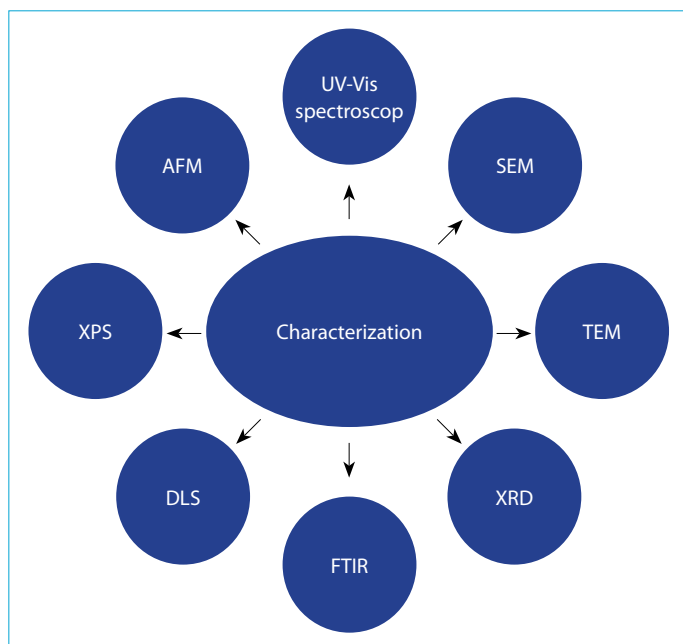 UV-Vis
spectroscop
AFM
SEM
XPS
Characterization
TEM
DLS
XRD
FTIR